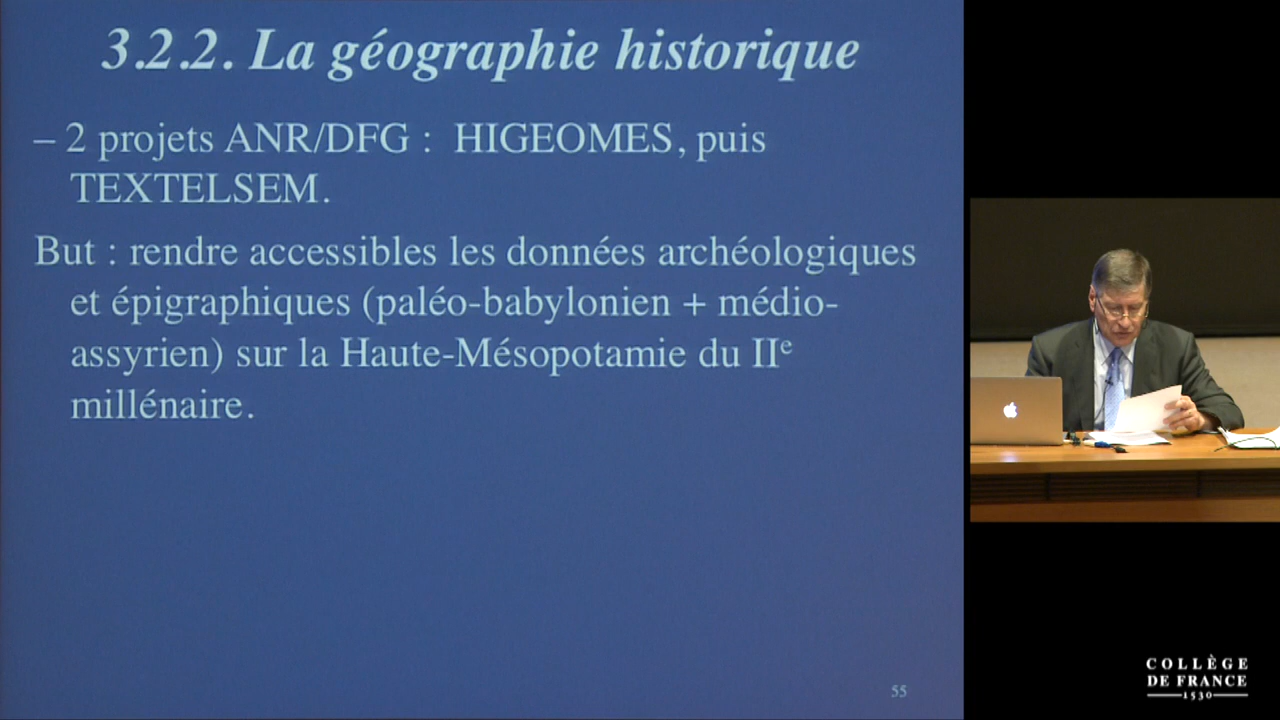 3.2.2. La géographie historique
– 2 projets ANR/DFG : HIGEOMES, puis
TEXTELSEM.
But : rendre accessibles les données archéologiques
et épigraphiques (paléo-babylonien + médio-
assyrien) sur la Haute-Mésopotamie du IIe
millénaire.
55
COLLÈGE
DE FRANCE
1530